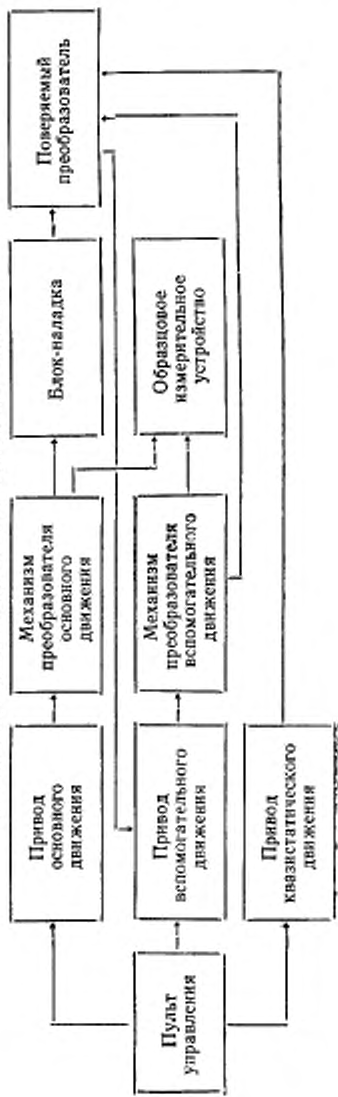 Пульт
управления
Привод
основного
движения
Механизм
преобразователя
основного
движения
Блок-наладка
Поверяемый
преобразователь
Привод
вспомогательного
движения
Механизм
преобразователя
вспомогательного
движения
Образцовое
измерительное
устройство
Привод
квазистатического
движения